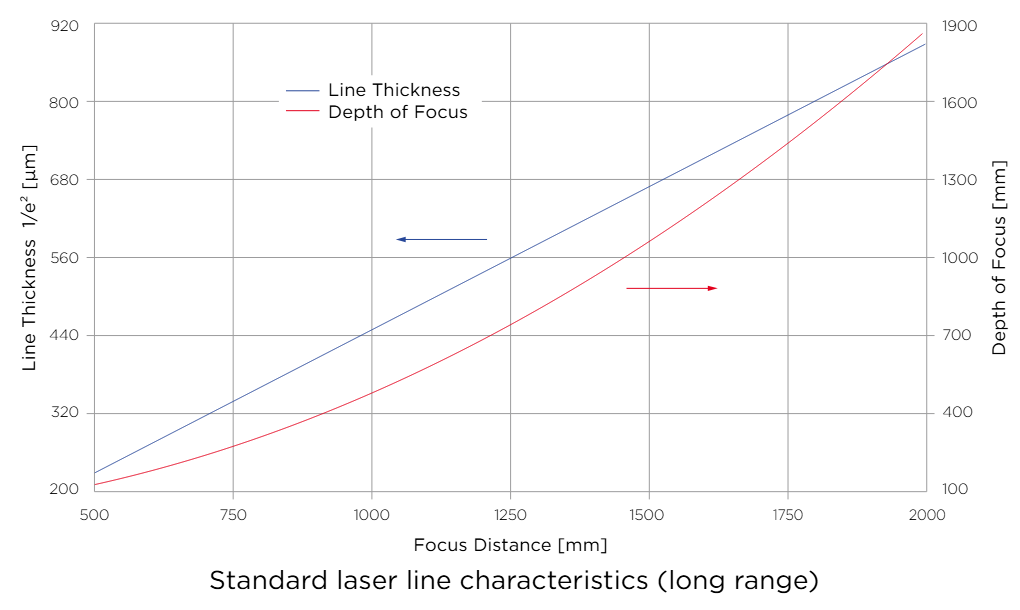 920
1900
Line Thickness
Depth of Focus
800
1600
680
1300
560
1000
440
700
320
400
200
100
Line Thickness 1/e² [µm]
Depth of Focus [mm]
500 750 1000 1250 1500 1750 2000
Focus Distance [mm]
Standard laser line characteristics (long range)